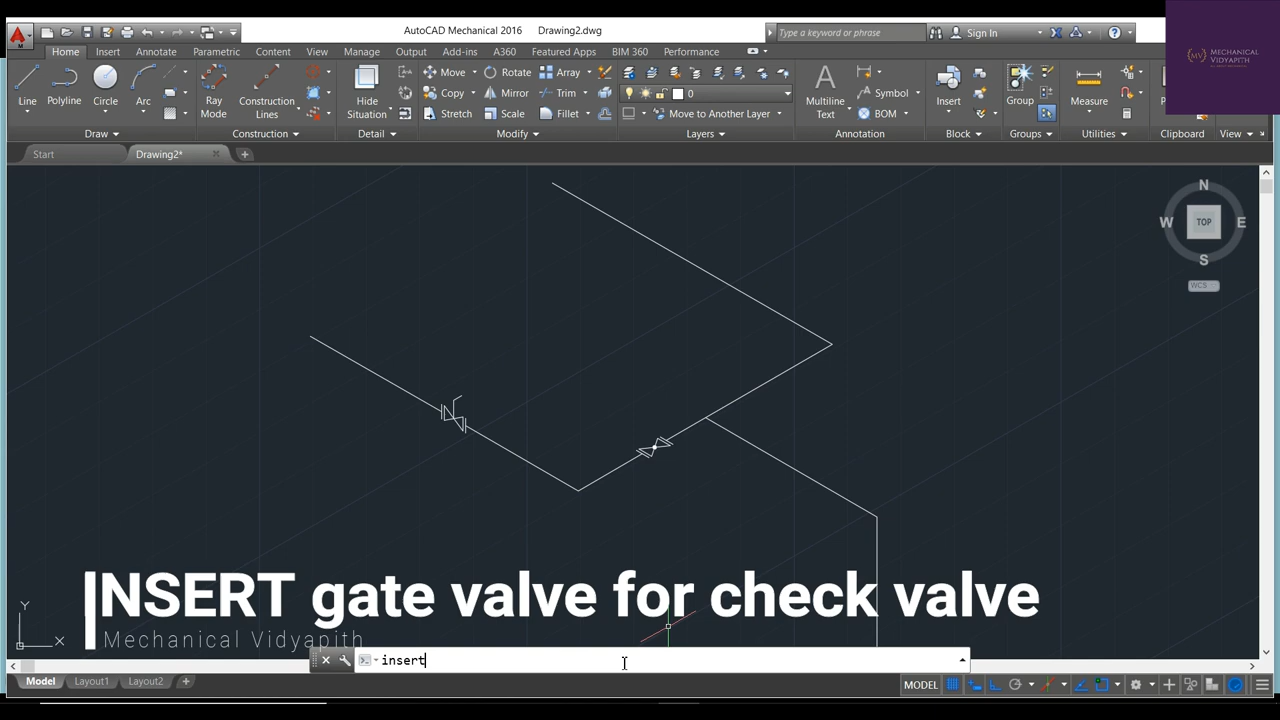 AutoCAD Mechanical 2016 Drawing2.dwg
Type a keyword or phrase
Sign In
MECHANICAL VIDYAPITH
Home Insert Annotate Parametric Content View Manage Output Add-ins A360 Featured Apps BIM 360 Performance
Line Polyline Circle Arc
Ray Mode
Construction Lines
Hide Situation
Move Rotate Array
Copy Mirror Trim
Stretch Scale Fillet
0
Move to Another Layer
Multiline Text
Symbol
BOM
Insert
Group
Measure
Draw Construction Detail Modify Layers Annotation Block Groups Utilities Clipboard View
Start Drawing2*
N
W TOP E
S
WCS
INSERT gate valve for check valve
Mechanical Vidyapith
Y
X
insert
Model Layout1 Layout2
MODEL